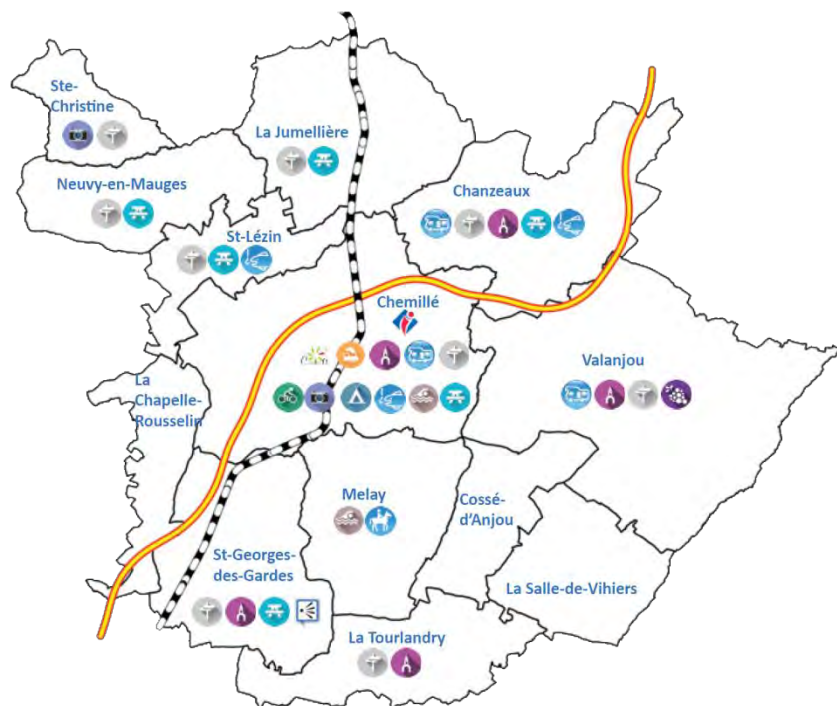 Ste-
Christine
La Jumellière
Neuvy-en-Mauges
Chanzeaux
St-Lézin
Chemillé
Valanjou
La
Chapelle-
Rousselin
Melay
Cossé-
d'Anjou
St-Georges-
des-Gardes
La Salle-de-Vihiers
La Tourlandry